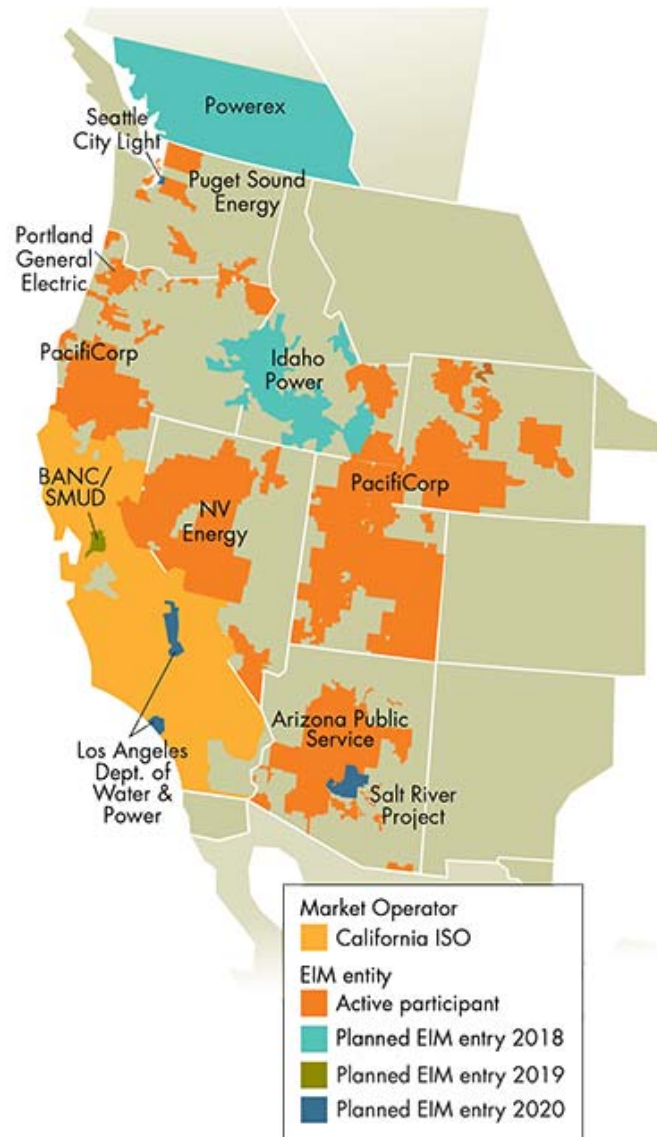 Powerex
Seattle
City Light
Puget Sound
Energy
Portland
General
Electric
PacifiCorp
Idaho
Power
BANC/
SMUD
NV
Energy
PacifiCorp
Los Angeles
Dept. of
Water &
Power
Arizona Public
Service
Salt River
Project
Market Operator
California ISO
EIM entity
Active participant
Planned EIM entry 2018
Planned EIM entry 2019
Planned EIM entry 2020